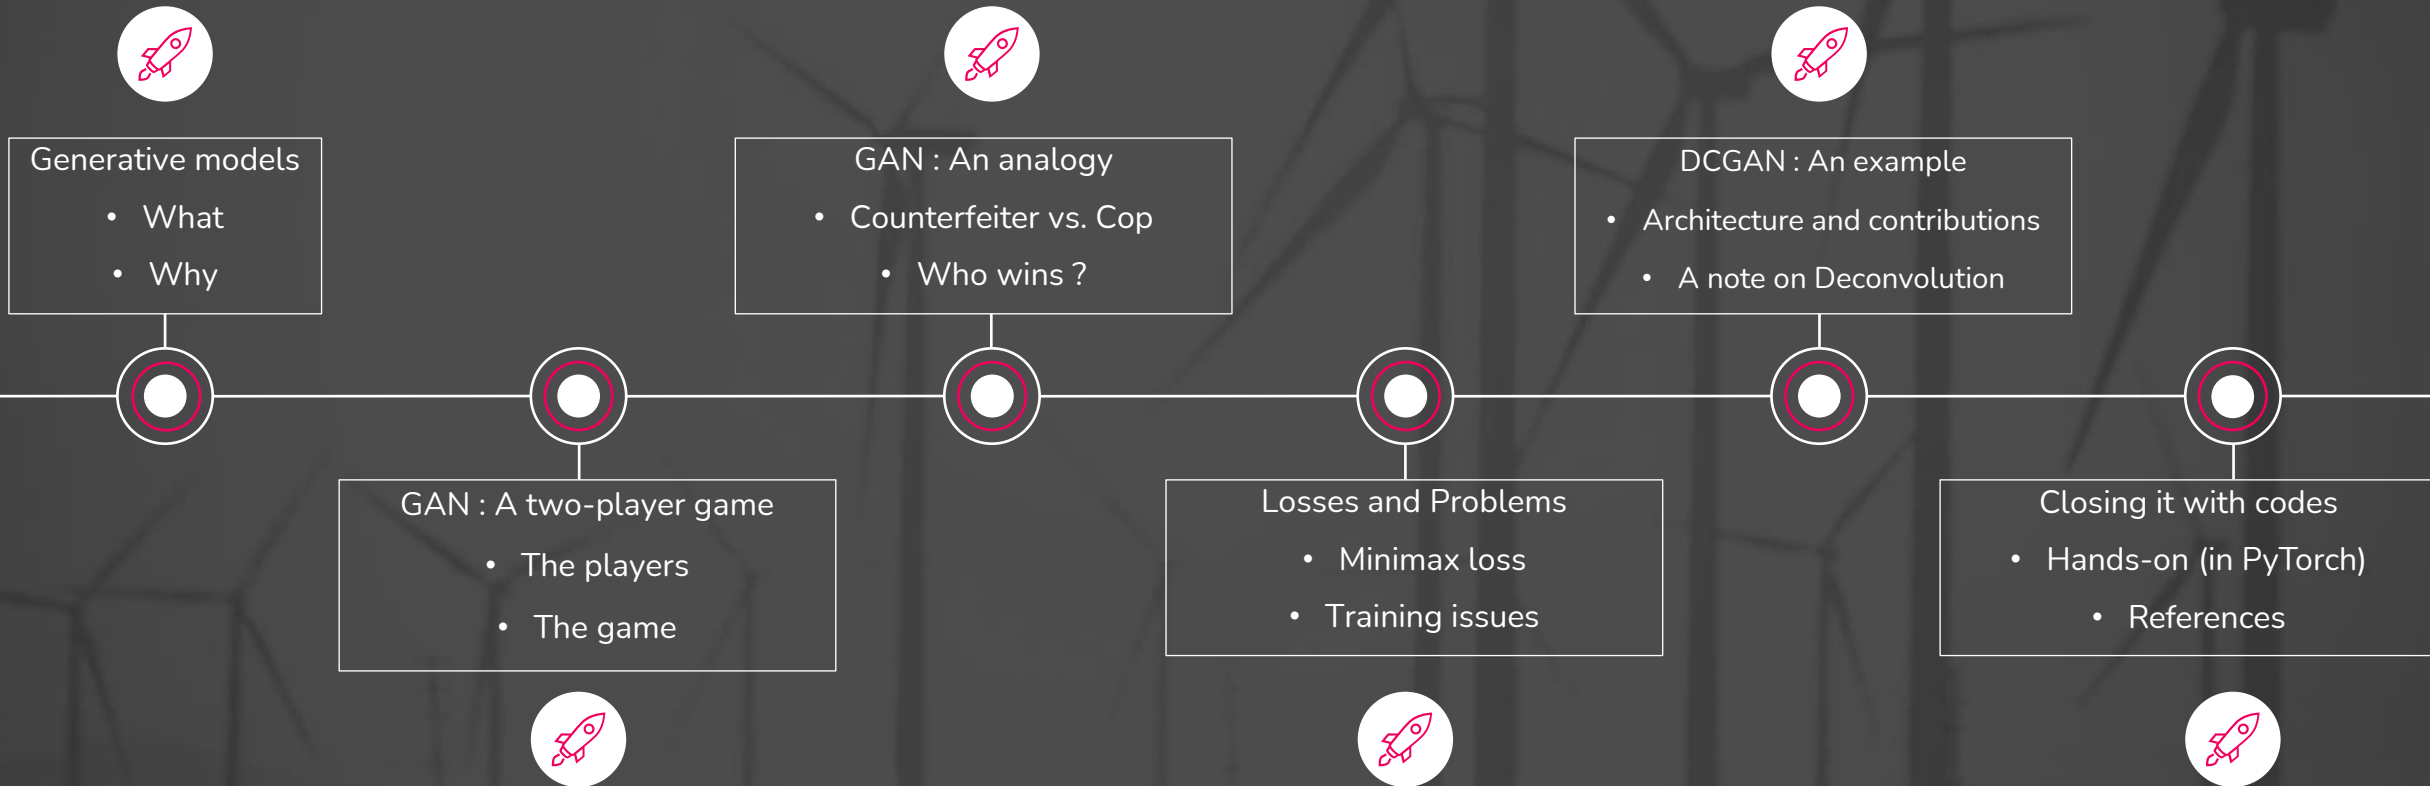 Generative models
• What
• Why
GAN : A two-player game
• The players
• The game
GAN : An analogy
• Counterfeiter vs. Cop
• Who wins ?
Losses and Problems
• Minimax loss
• Training issues
DCGAN : An example
• Architecture and contributions
• A note on Deconvolution
Closing it with codes
• Hands-on (in PyTorch)
• References